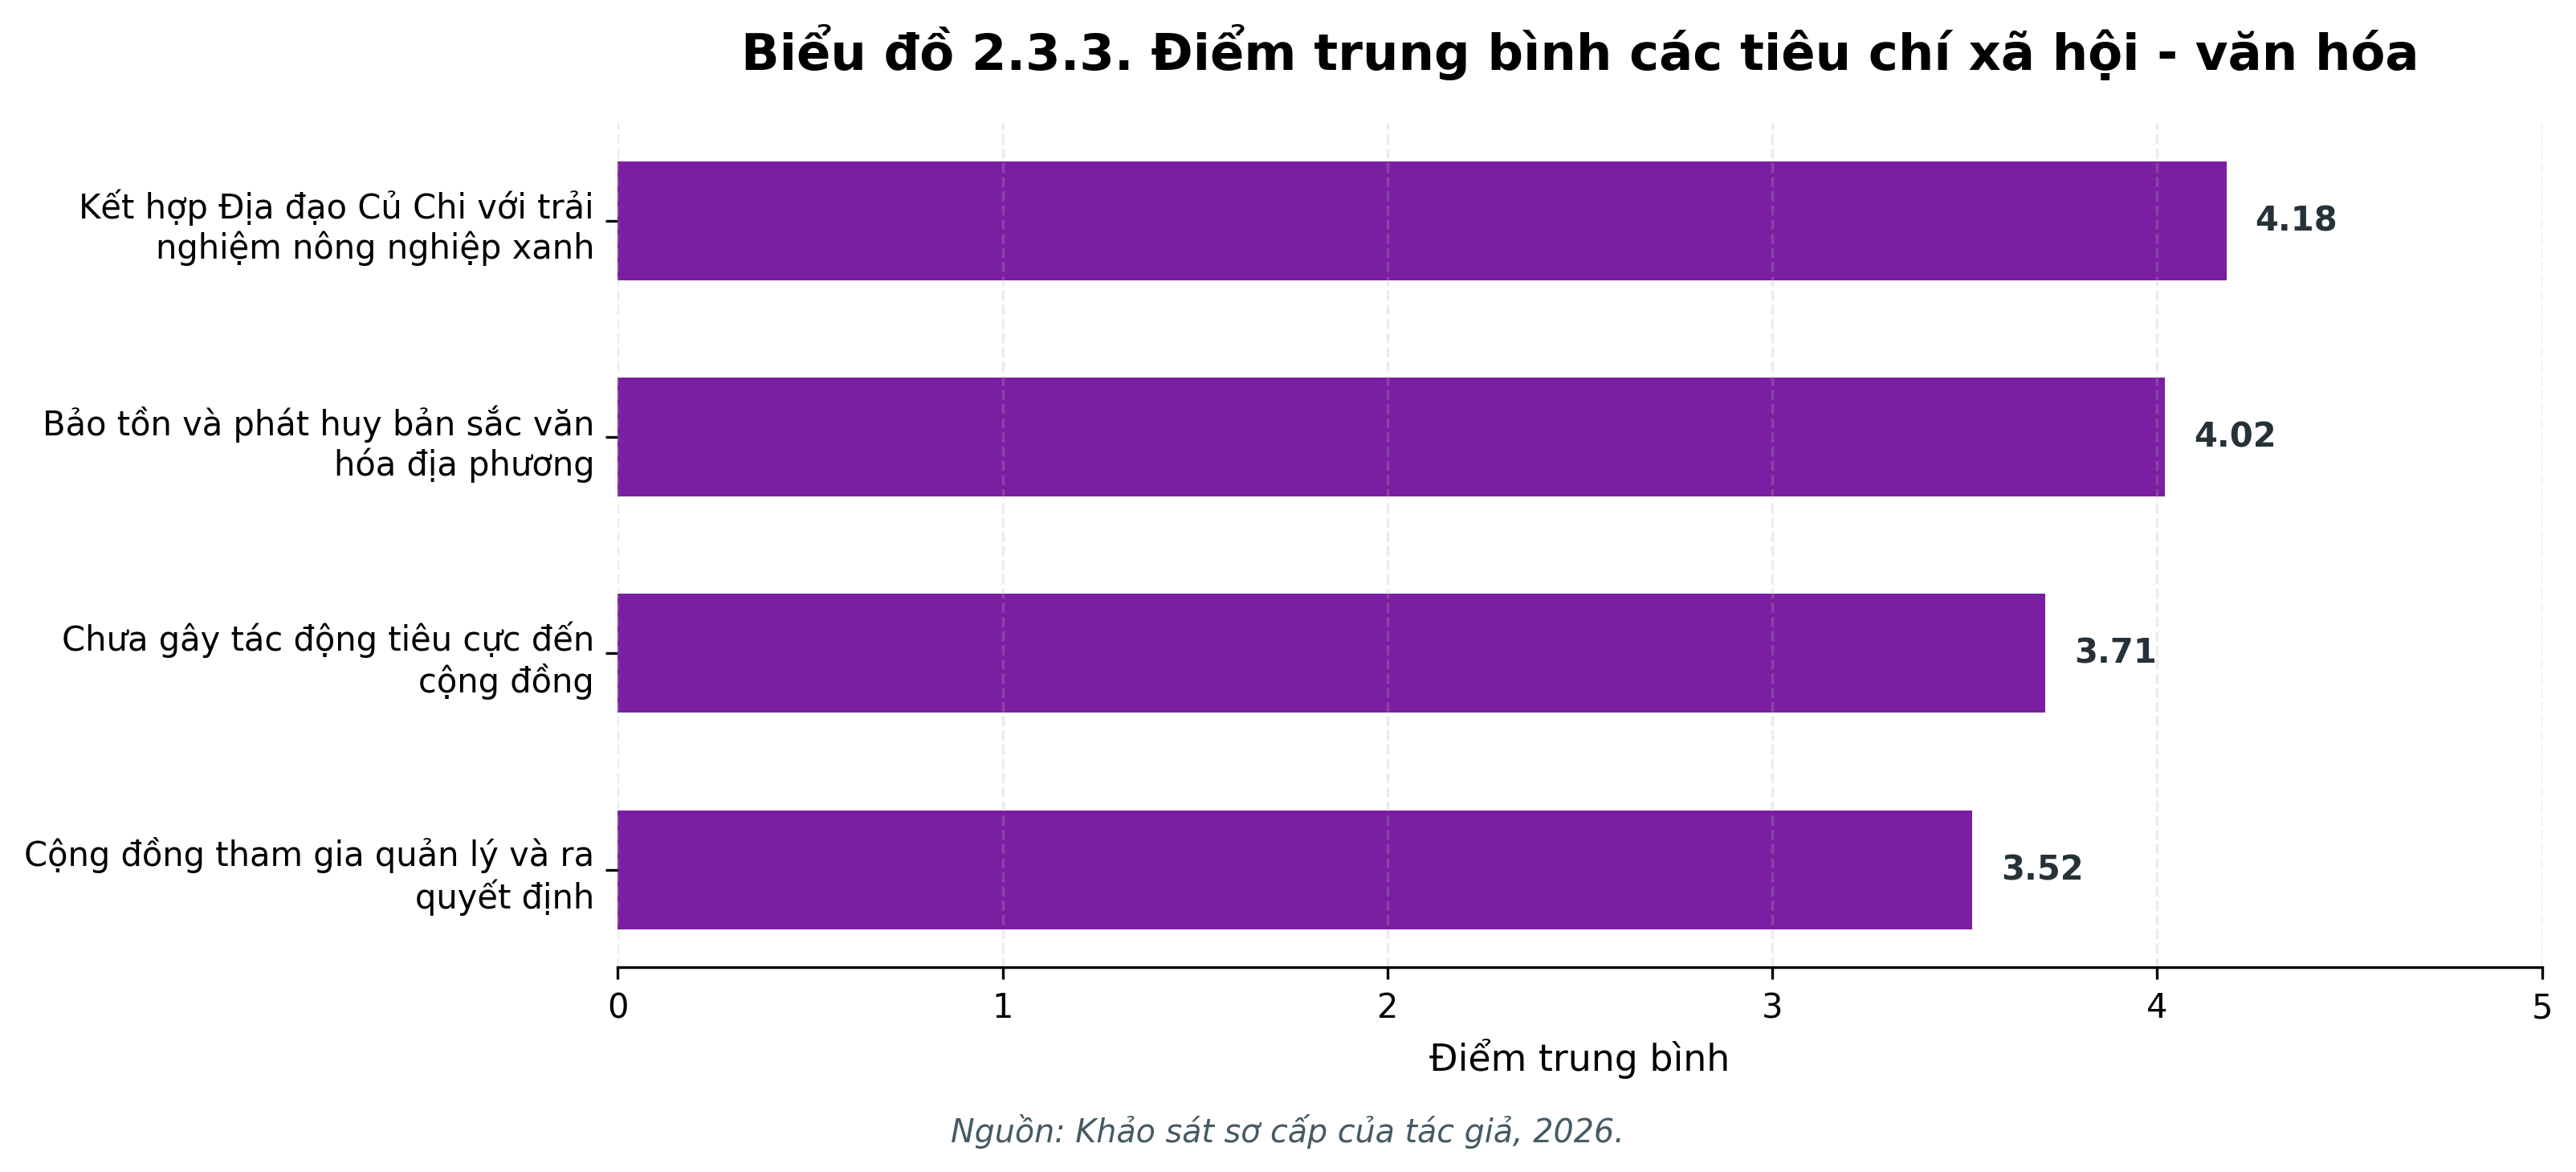 Biểu đồ 2.3.3. Điểm trung bình các tiêu chí xã hội - văn hóa
Kết hợp Địa đạo Củ Chi với trải
nghiệm nông nghiệp xanh
4.18
Bảo tồn và phát huy bản sắc văn
hóa địa phương
4.02
Chưa gây tác động tiêu cực đến
cộng đồng
3.71
Cộng đồng tham gia quản lý và ra
quyết định
3.52
0 1 2 3 4 5
Điểm trung bình
Nguồn: Khảo sát sơ cấp của tác giả, 2026.